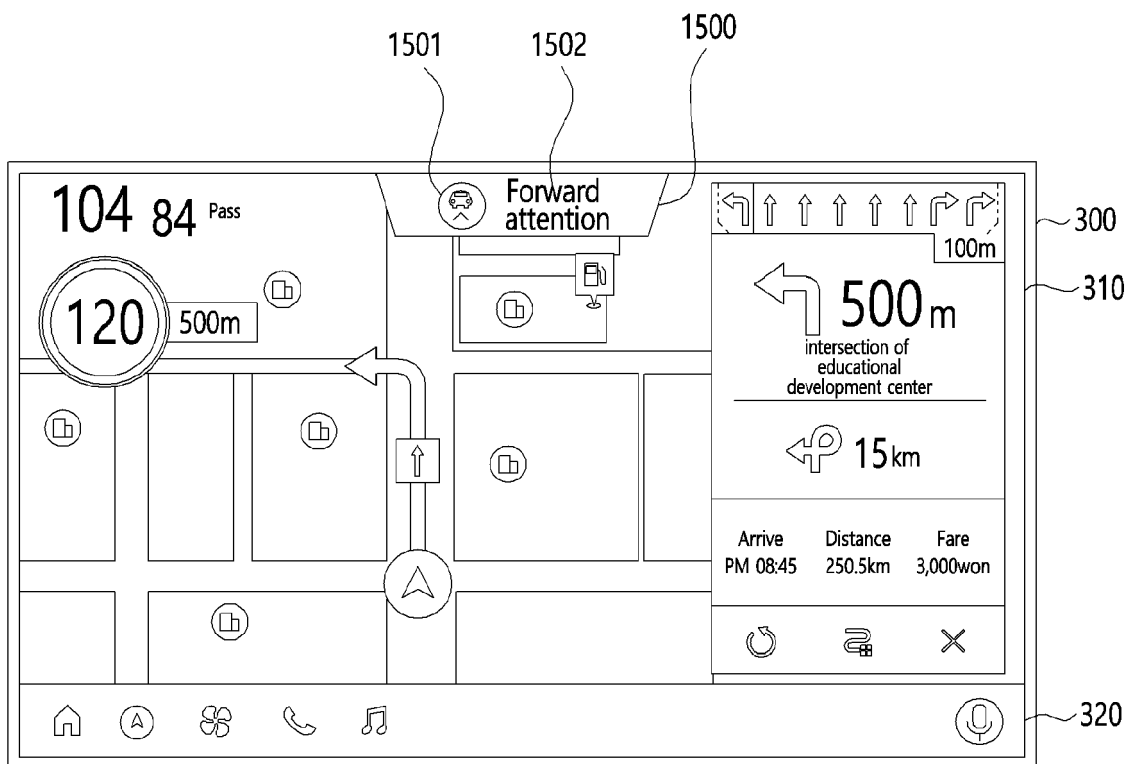 1501
1502
1500
104 84 Pass
Forward
attention
300
100m
310
120
500m
500m
intersection of
educational
development center
15km
Arrive
Distance
Fare
PM 08:45
250.5km
3,000won
320